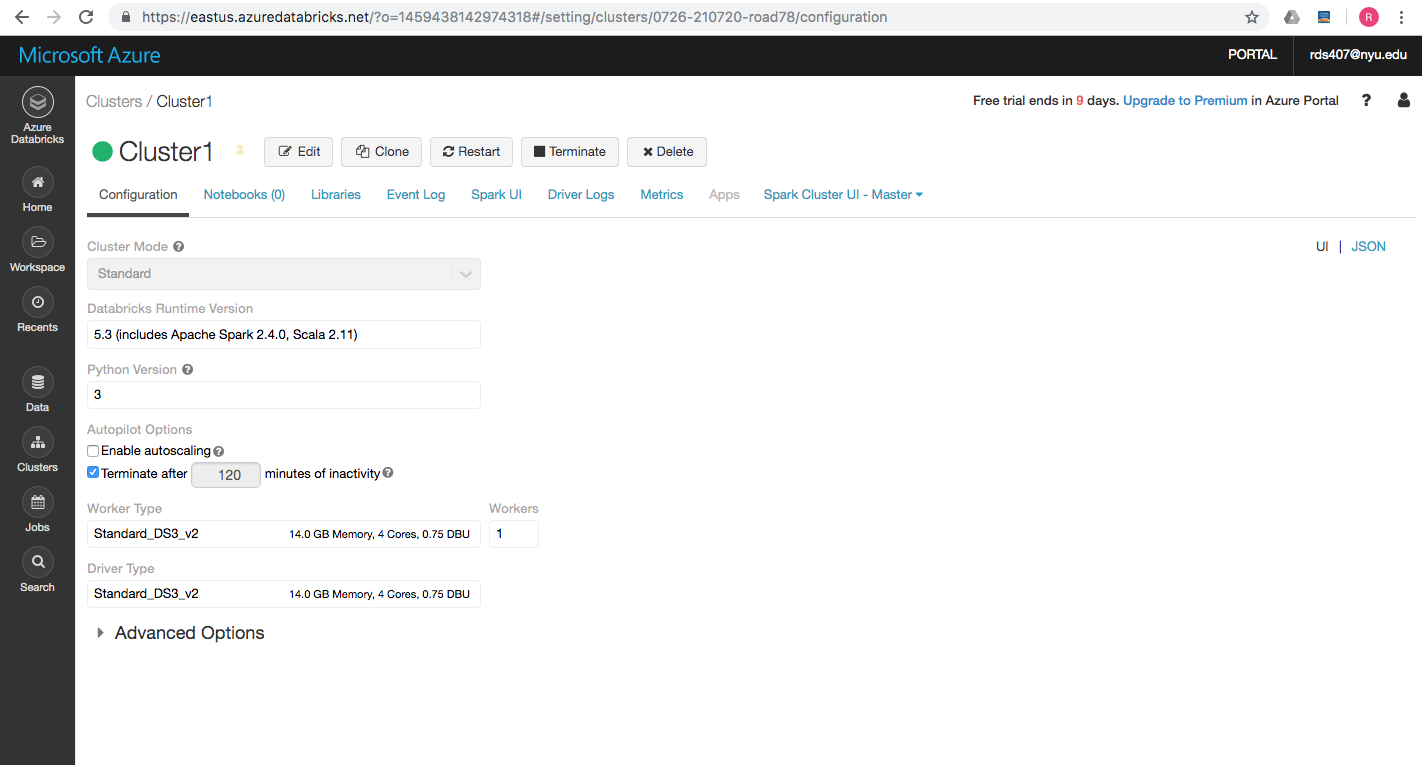 https://eastus.azuredatabricks.net/?o=1459438142974318#/setting/clusters/0726-210720-road78/configuration
R
Microsoft Azure
PORTAL
rds407@nyu.edu
Azure
Databricks
Home
Workspace
Recents
Data
Clusters
Jobs
Search
Clusters / Cluster1
Free trial ends in 9 days. Upgrade to Premium in Azure Portal
?
Cluster1
Edit
Clone
Restart
Terminate
Delete
Configuration
Notebooks (0)
Libraries
Event Log
Spark UI
Driver Logs
Metrics
Apps
Spark Cluster UI - Master
UI | JSON
Cluster Mode ?
Standard
Databricks Runtime Version
5.3 (includes Apache Spark 2.4.0, Scala 2.11)
Python Version ?
3
Autopilot Options
Enable autoscaling ?
Terminate after 120 minutes of inactivity ?
Worker Type
Workers
Standard_DS3_v2 14.0 GB Memory, 4 Cores, 0.75 DBU
1
Driver Type
Standard_DS3_v2 14.0 GB Memory, 4 Cores, 0.75 DBU
Advanced Options